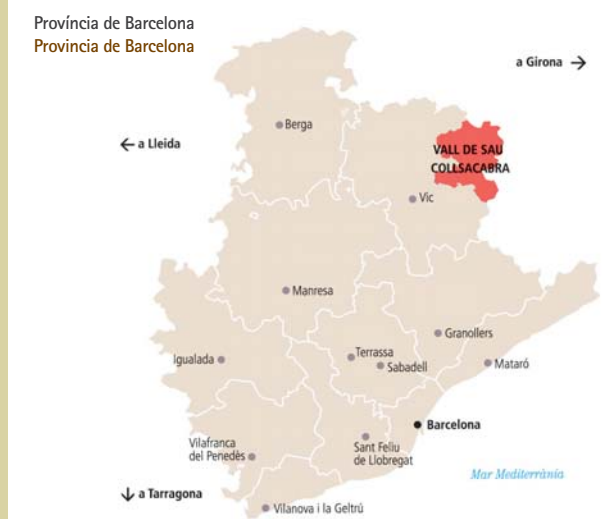 Província de Barcelona
Provincia de Barcelona
a Girona →
Berga
← a Lleida
VALL DE SAU
COLLSACABRA
Vic
Manresa
Granollers
Terrassa
Igualada
Sabadell
Mataró
Barcelona
Vilafranca
del Penedès
Sant Feliu
de Llobregat
Mar Mediterrània
↓ a Tarragona
Vilanova i la Geltrú